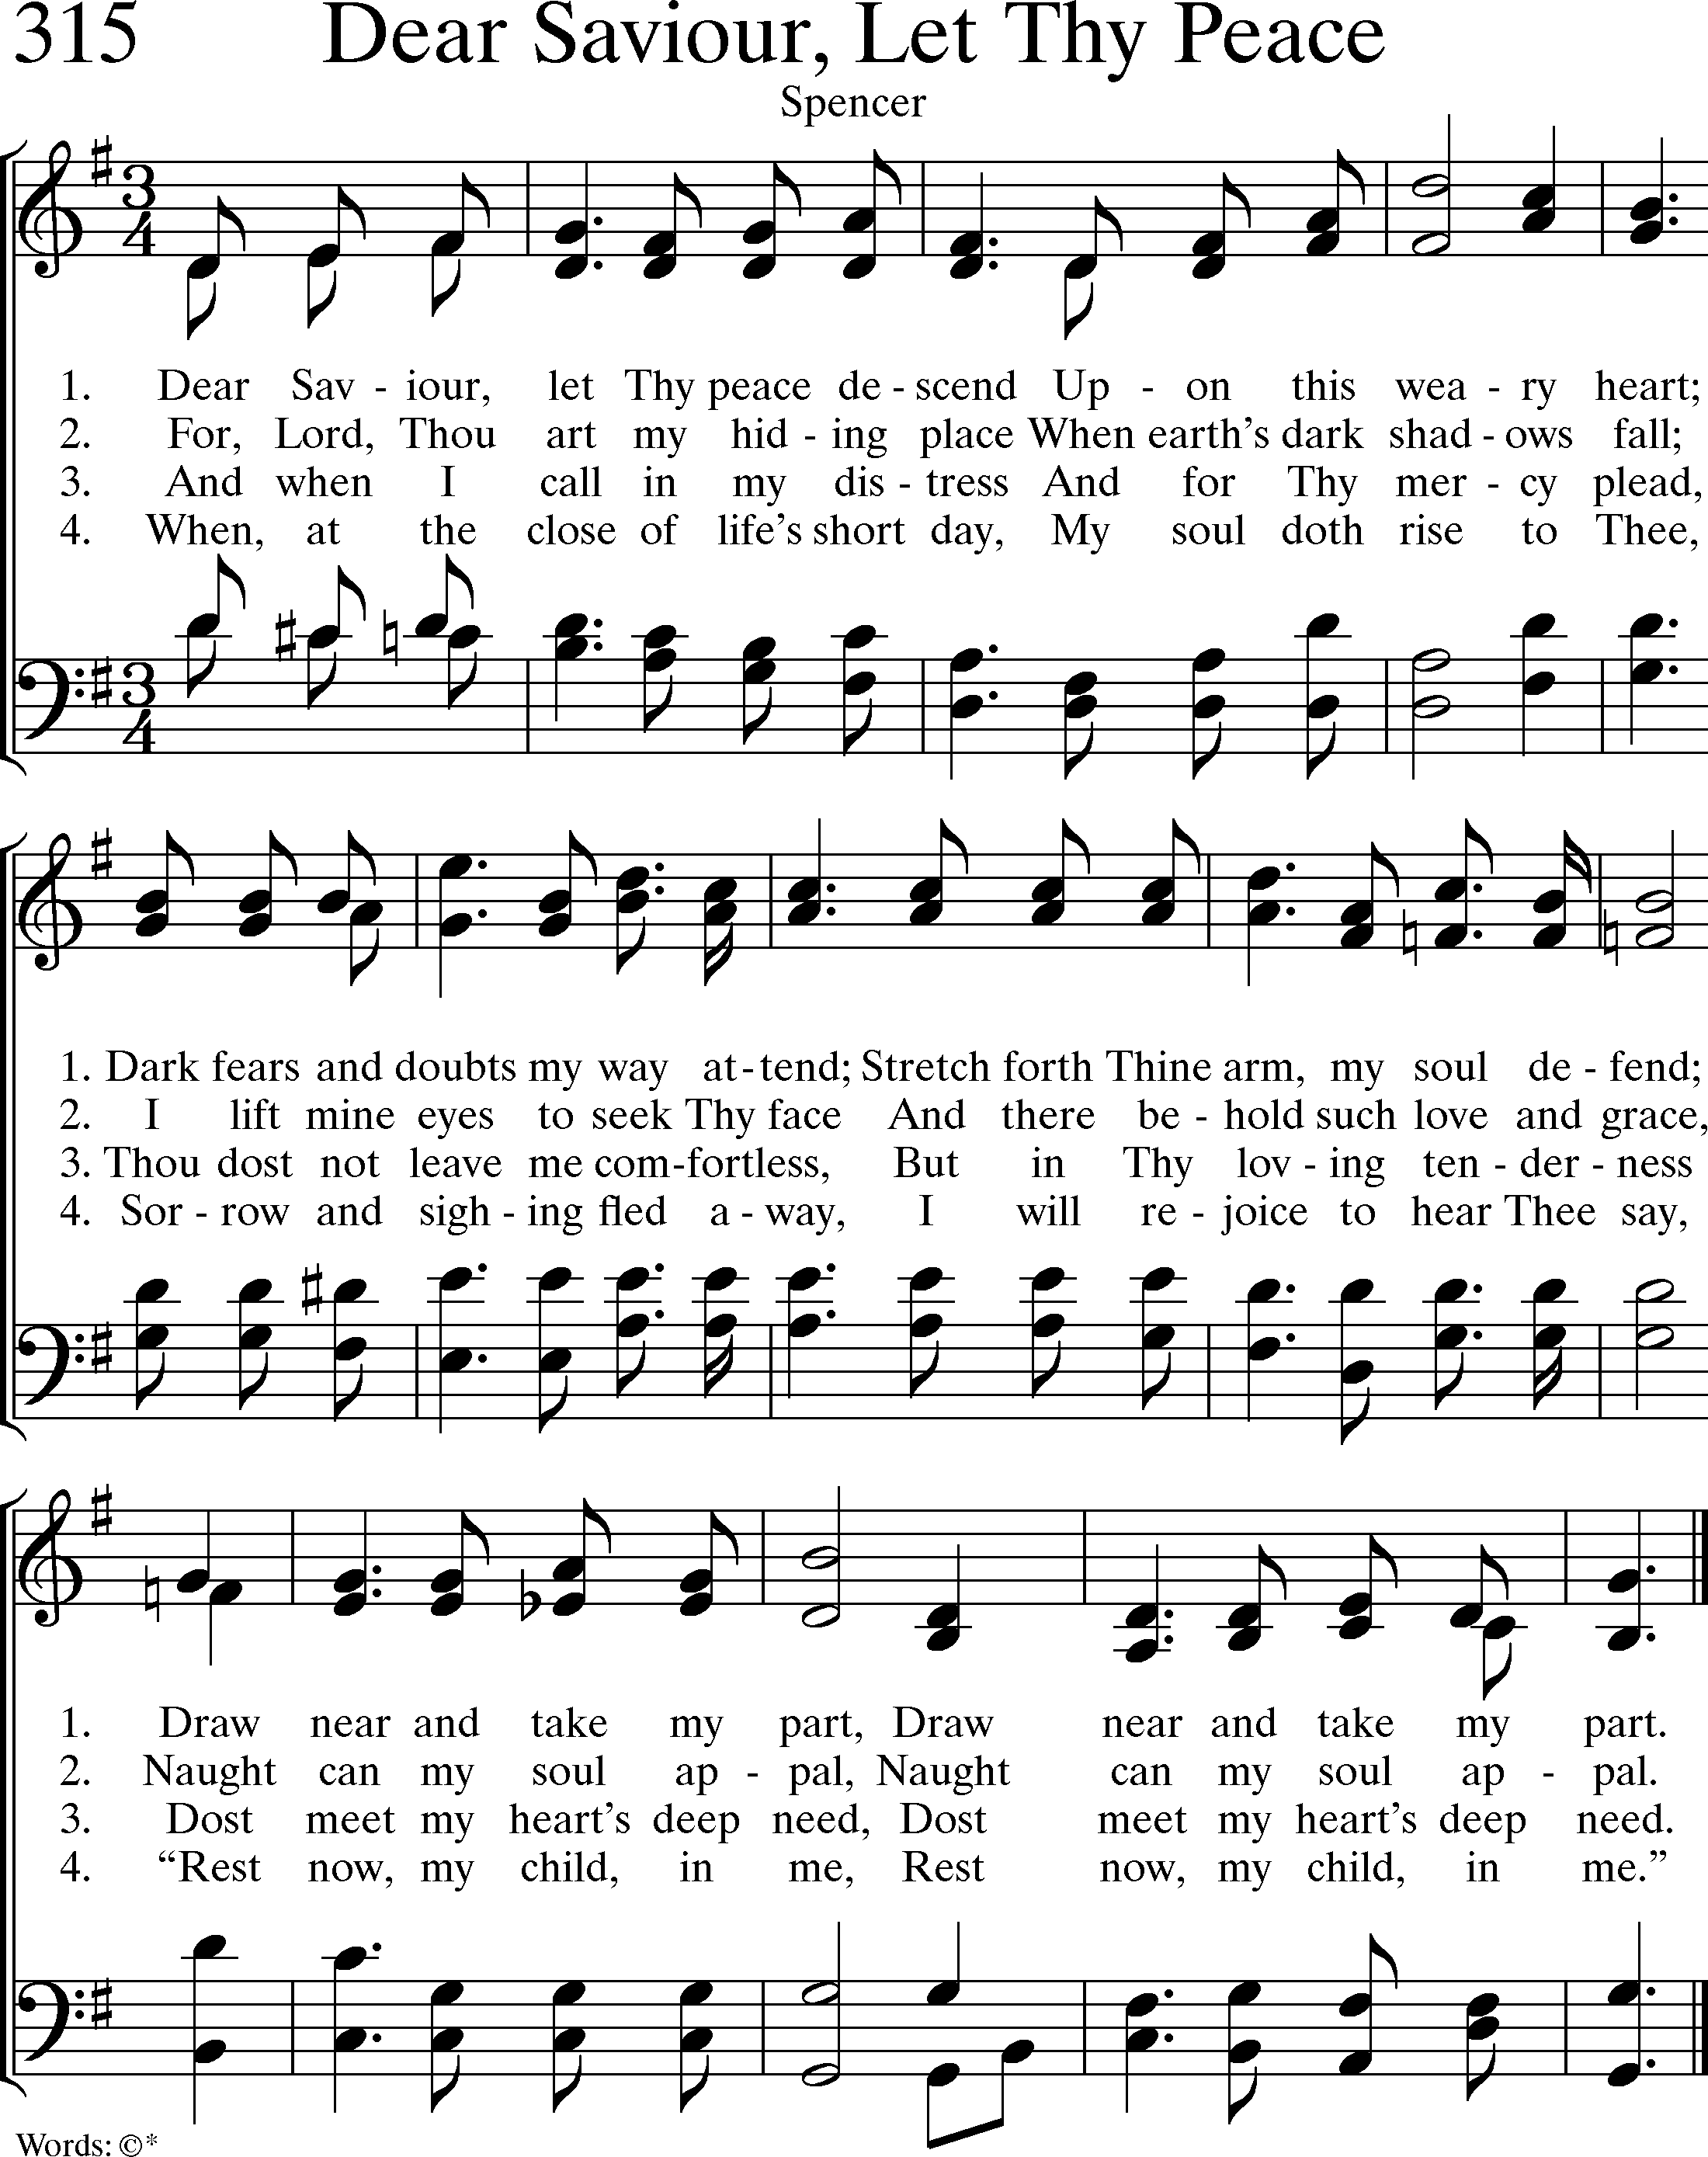 315 Dear Saviour, Let Thy Peace
Spencer
3
4
1. Dear Sav - iour, let Thy peace de - scend Up - on this wea - ry heart;
2. For, Lord, Thou art my hid - ing place When earth's dark shad - ows fall;
3. And when I call in my dis - tress And for Thy mer - cy plead,
4. When, at the close of life's short day, My soul doth rise to Thee,
3
4
1. Dark fears and doubts my way at - tend; Stretch forth Thine arm, my soul de - fend;
2. I lift mine eyes to seek Thy face And there be - hold such love and grace,
3. Thou dost not leave me com-fortless, But in Thy lov - ing ten - der - ness
4. Sor - row and sigh - ing fled a - way, I will re - joice to hear Thee say,
1. Draw near and take my part, Draw near and take my part.
2. Naught can my soul ap - pal, Naught can my soul ap - pal.
3. Dost meet my heart's deep need, Dost meet my heart's deep need.
4. “Rest now, my child, in me, Rest now, my child, in me.”
Words: ©*